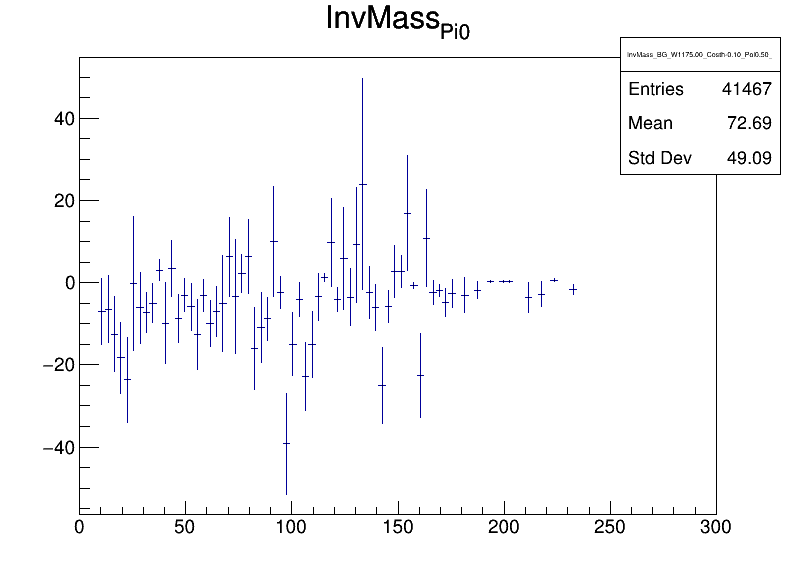 InvMass_Pi0
InvMass_BG_W1175.00_Costh-0.10_Pol0.50_
Entries 41467
Mean 72.69
Std Dev 49.09
40
20
0
−20
−40
0 50 100 150 200 250 300